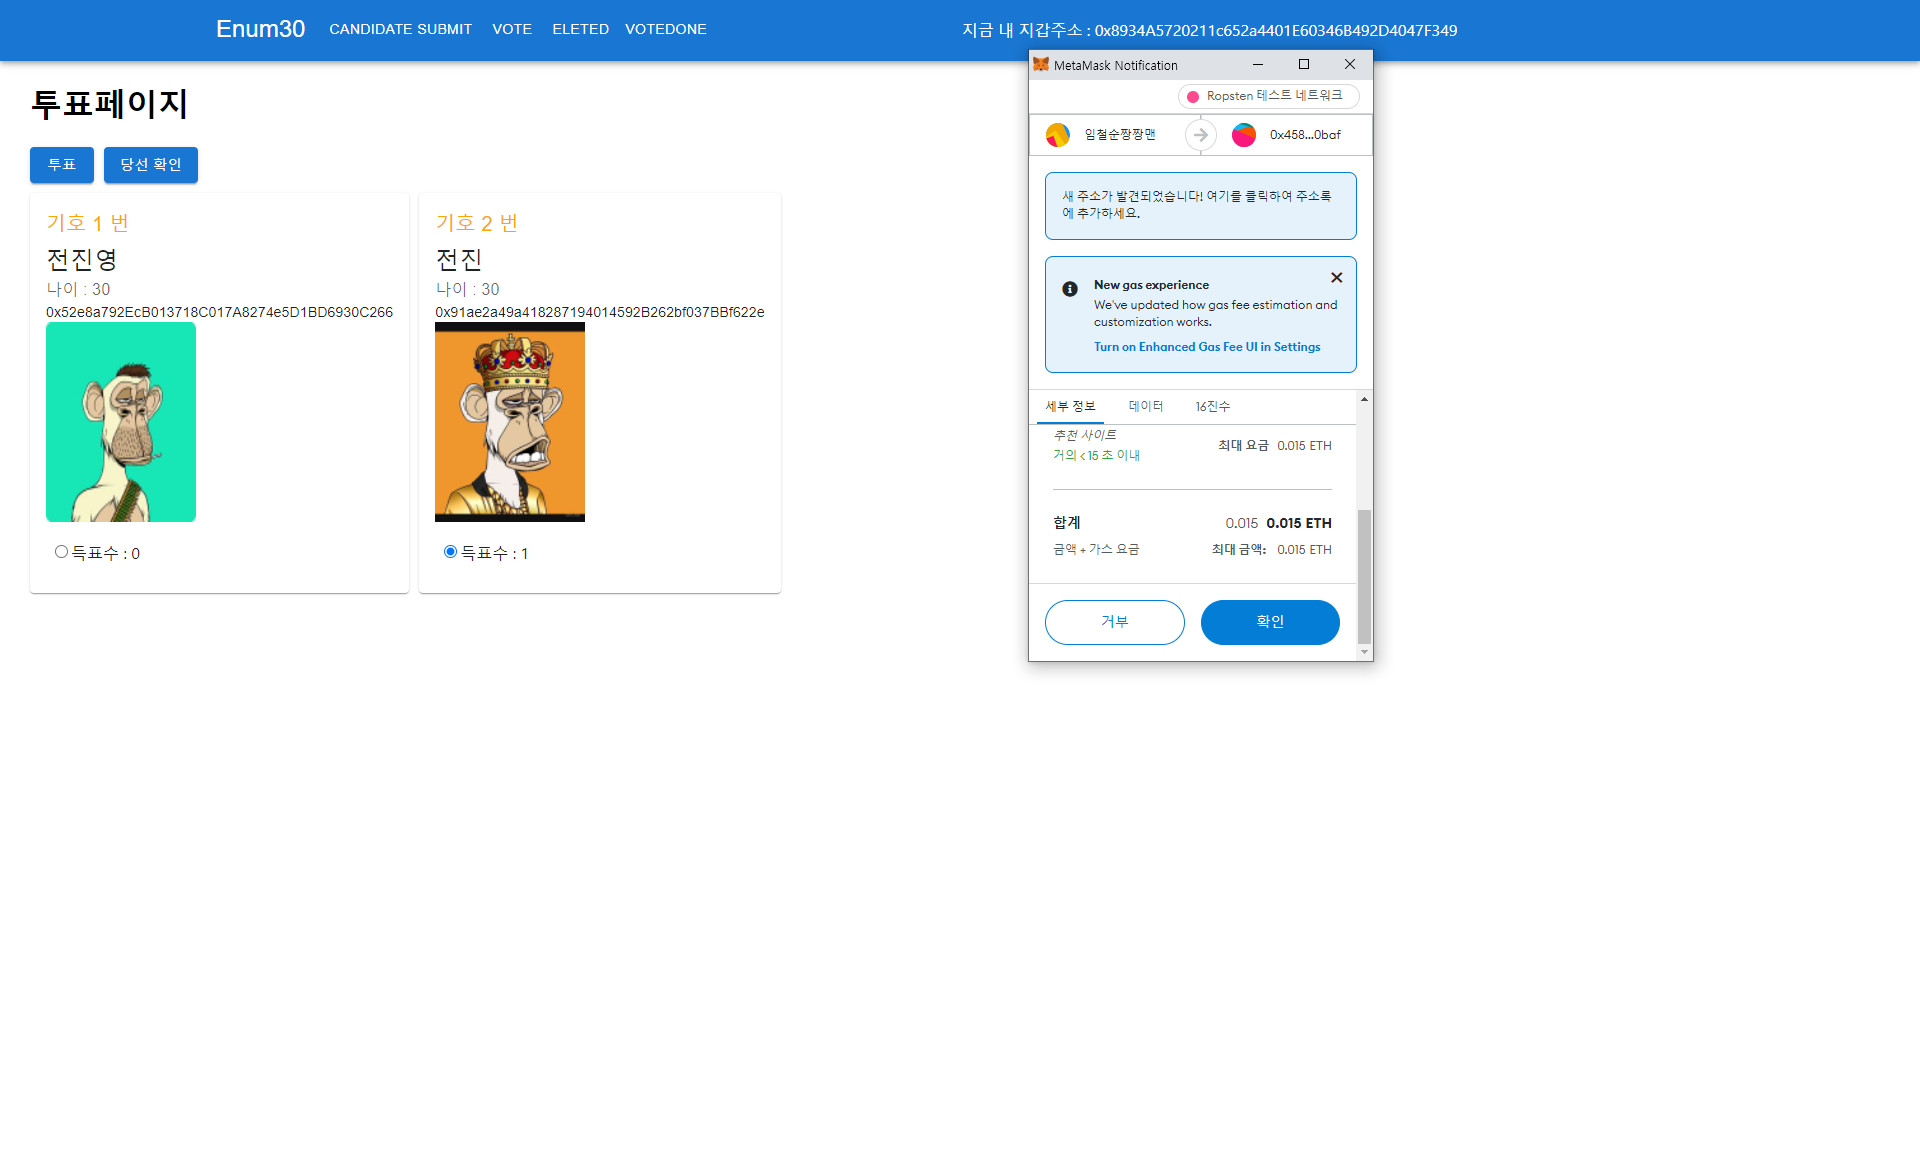 Enum30 CANDIDATE SUBMIT VOTE ELETED VOTEDONE 지금 내 지갑주소 : 0x8934A5720211c652a4401E60346B492D4047F349
투표페이지
투표 당선 확인
기호 1 번
전진영
나이 : 30
0x52e8a792EcB013718C017A8274e5D1BD6930C266
득표수 : 0
기호 2 번
전진
나이 : 30
0x91ae2a49a418287194014592B262bf037BBf622e
득표수 : 1
MetaMask Notification
Ropsten 테스트 네트워크
임철순짱짱맨 0x458...0baf
새 주소가 발견되었습니다! 여기를 클릭하여 주소록
에 추가하세요.
New gas experience
We've updated how gas fee estimation and
customization works.
Turn on Enhanced Gas Fee UI in Settings
세부 정보 데이터 16진수
추천 사이트
거의 < 15 초 이내
최대 요금 0.015 ETH
합계 0.015 0.015 ETH
금액 + 가스 요금 최대 금액: 0.015 ETH
거부 확인